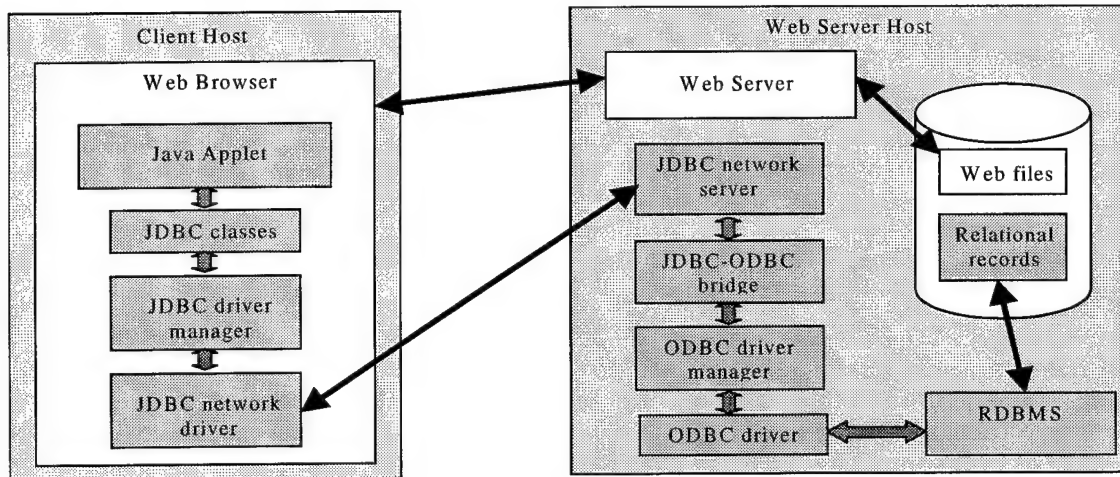 Client Host
Web Browser
Java Applet
JDBC classes
JDBC driver
manager
JDBC network
driver
Web Server Host
Web Server
JDBC network
server
JDBC-ODBC
bridge
ODBC driver
manager
ODBC driver
Web files
Relational
records
RDBMS